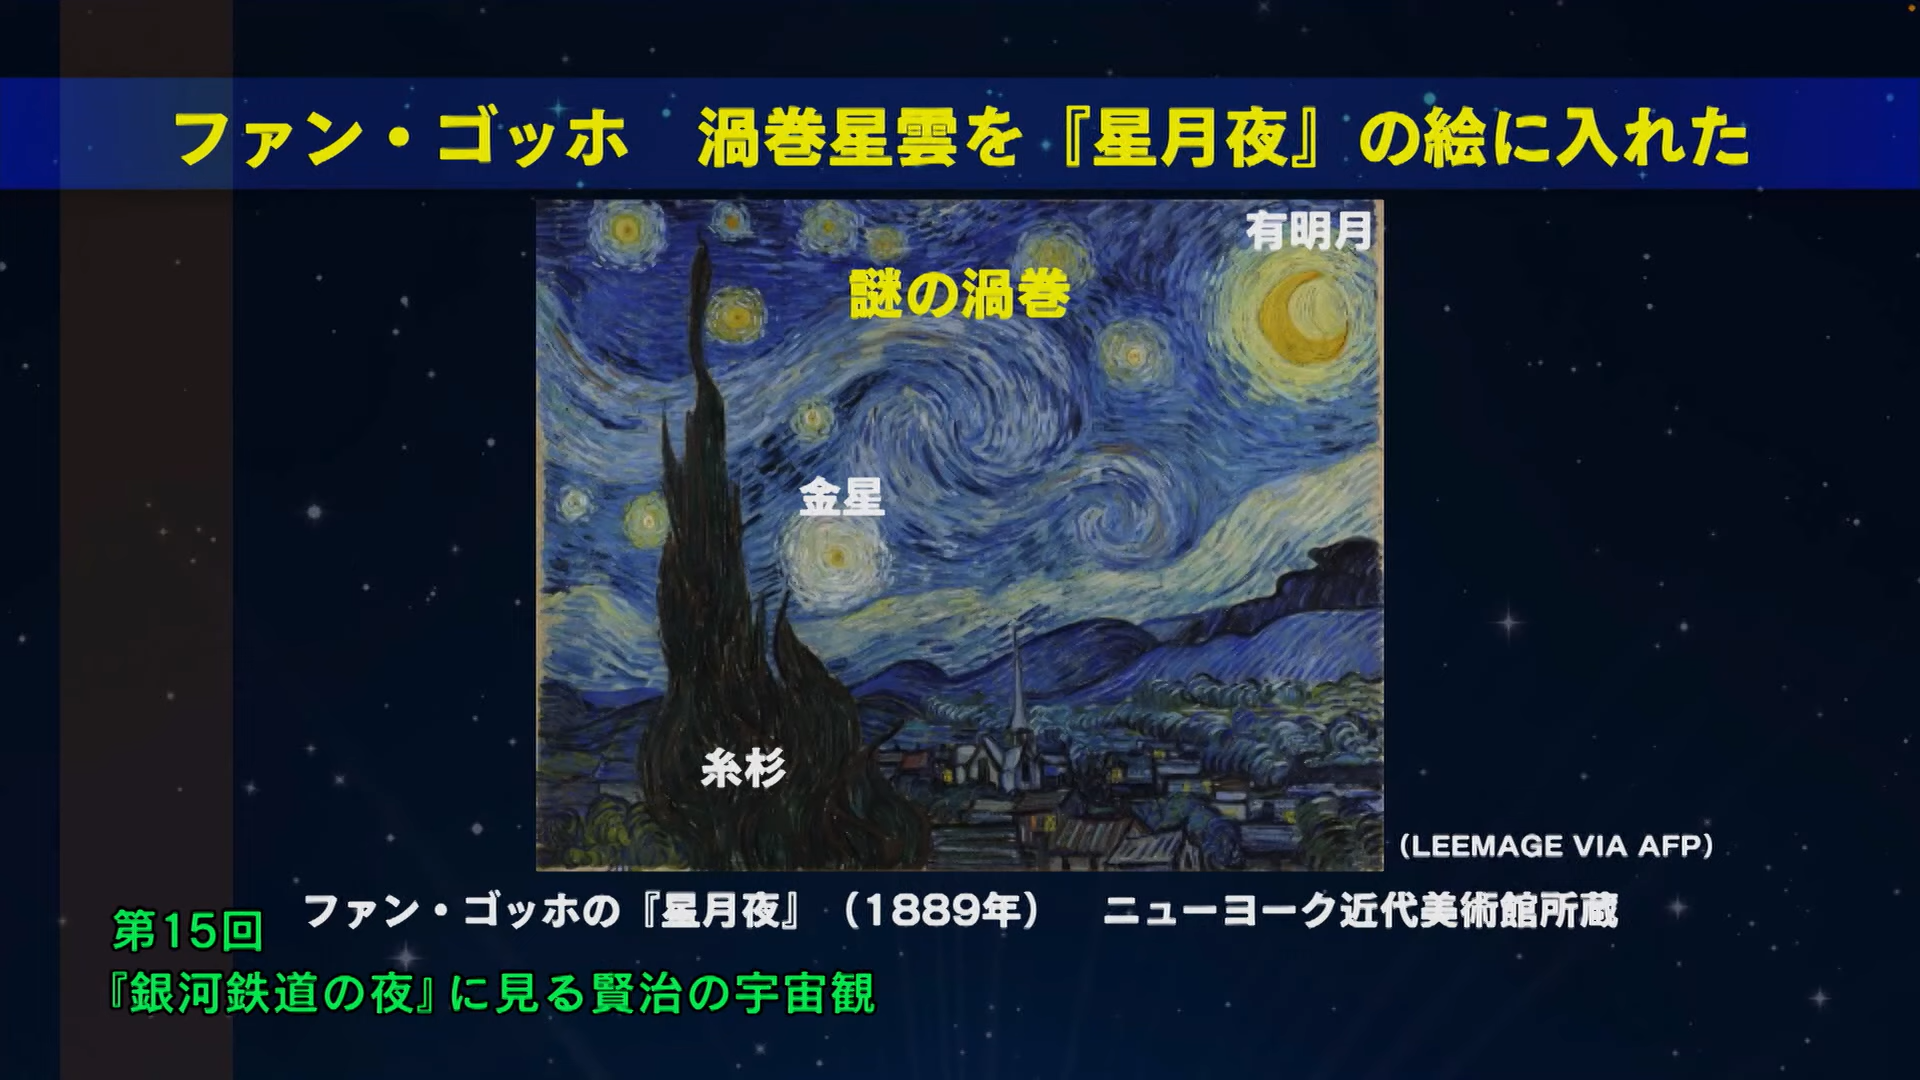 ファン・ゴッホ　渦巻星雲を『星月夜』の絵に入れた
有明月
謎の渦巻
金星
糸杉
(LEEMAGE VIA AFP)
ファン・ゴッホの『星月夜』（1889年）　ニューヨーク近代美術館所蔵
第15回
『銀河鉄道の夜』に見る賢治の宇宙観